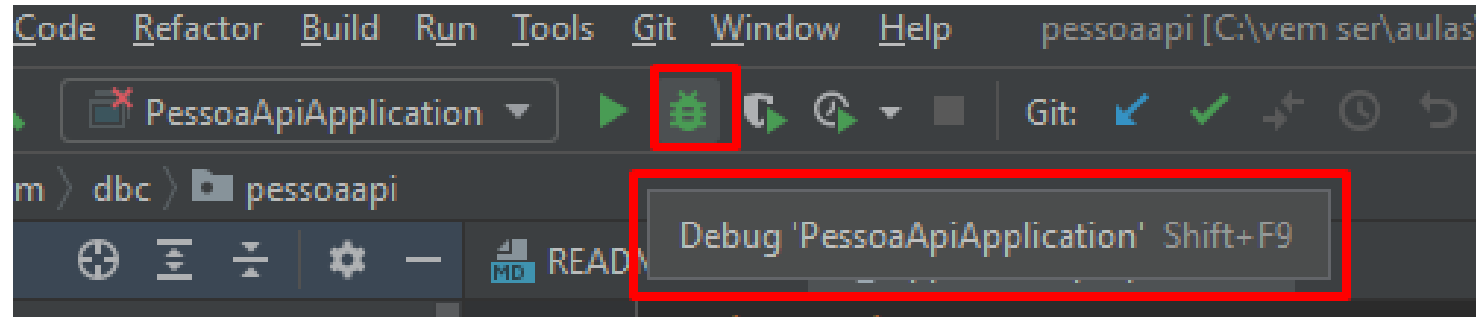 Code Refactor Build Run Tools Git Window Help pessoaapi [C:\vem ser\aulas\
PessoaApiApplication Git:
m dbc pessoaapi
MD READ
Debug 'PessoaApiApplication' Shift+F9